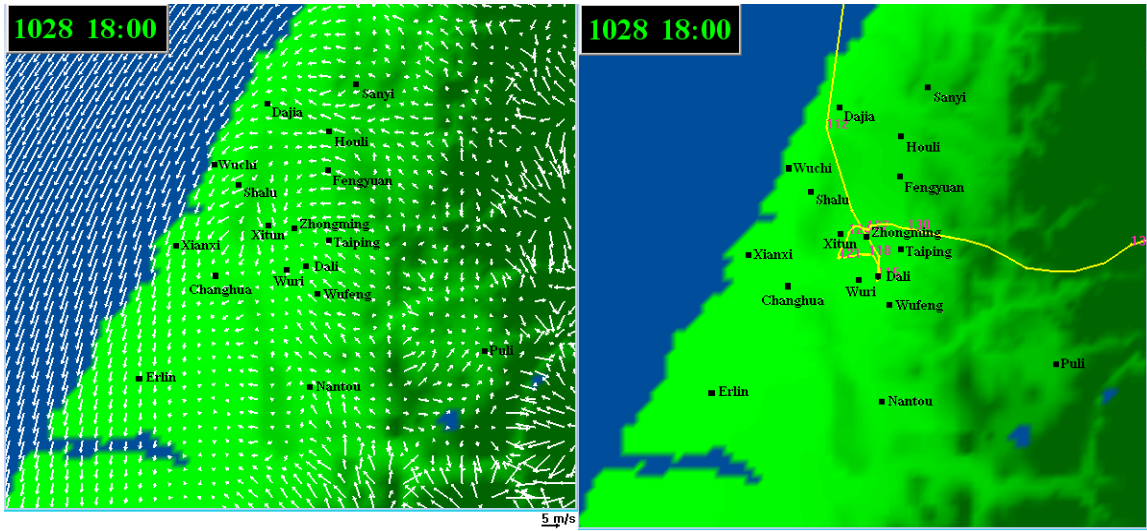 1028 18:00
Sanyi
Dajia
Houli
Wuchi
Fengyuan
Shalu
Zhongming
Xitun
Taiping
Xianxi
Dali
Wuri
Changhua
Wufeng
Puli
Erlin
Nantou
5 m/s
1028 18:00
Sanyi
Dajia
112
Houli
Wuchi
Fengyuan
Shalu
Zhongming
Xitun
Taiping
Xianxi
Dali
Wuri
Changhua
Wufeng
Puli
Erlin
Nantou